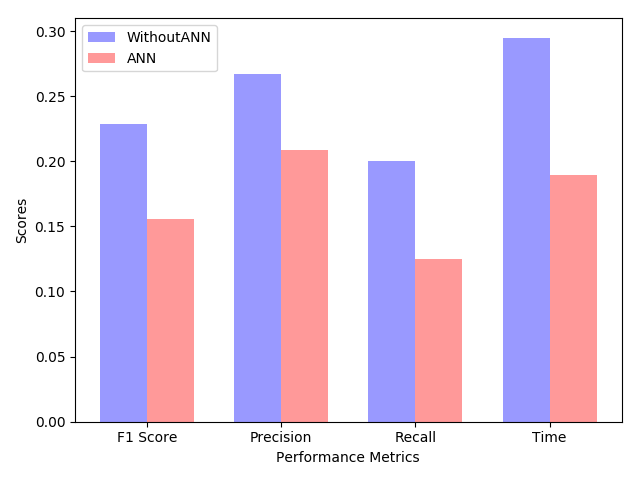 WithoutANN
ANN
0.30
0.25
0.20
0.15
0.10
0.05
0.00
Scores
F1 Score
Precision
Recall
Time
Performance Metrics